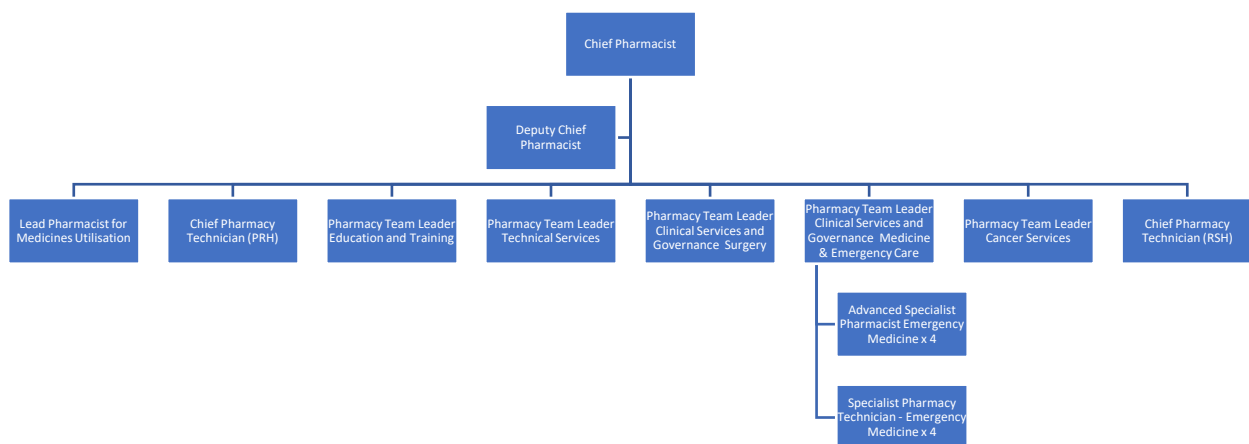 Chief Pharmacist
Deputy Chief
Pharmacist
Lead Pharmacist for
Medicines Utilisation
Chief Pharmacy
Technician (PRH)
Pharmacy Team Leader
Education and Training
Pharmacy Team Leader
Technical Services
Pharmacy Team Leader
Clinical Services and
Governance Surgery
Pharmacy Team Leader
Clinical Services and
Governance Medicine
& Emergency Care
Pharmacy Team Leader
Cancer Services
Chief Pharmacy
Technician (RSH)
Advanced Specialist
Pharmacist Emergency
Medicine x 4
Specialist Pharmacy
Technician - Emergency
Medicine x 4